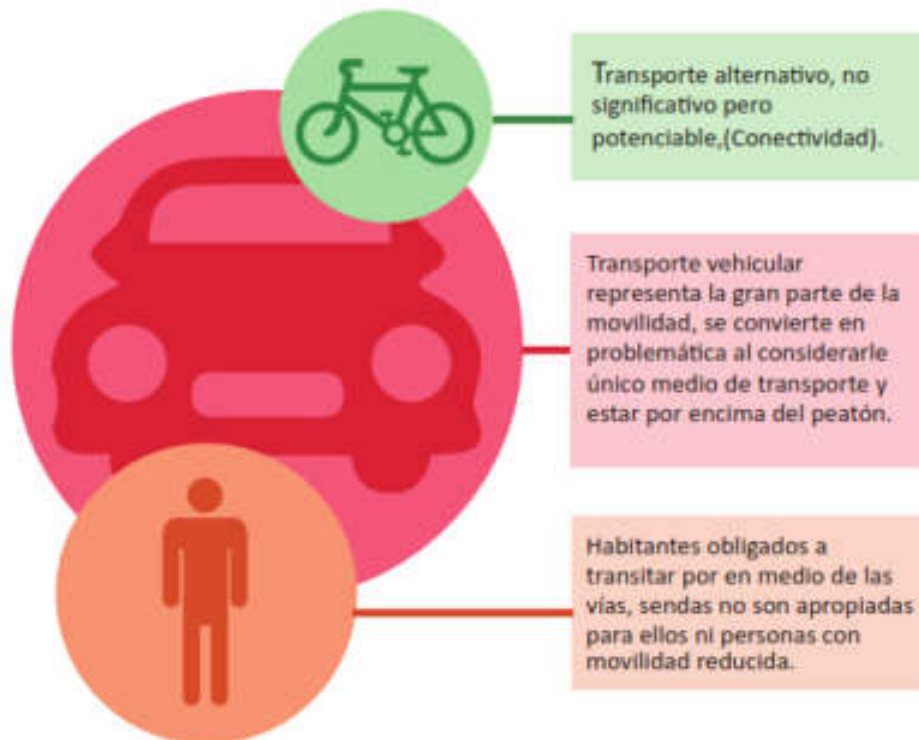 Transporte alternativo, no
significativo pero
potenciable,(Conectividad).
Transporte vehicular
representa la gran parte de la
movilidad, se convierte en
problemática al considerarle
único medio de transporte y
estar por encima del peatón.
Habitantes obligados a
transitar por en medio de las
vías, sendas no son apropiadas
para ellos ni personas con
movilidad reducida.